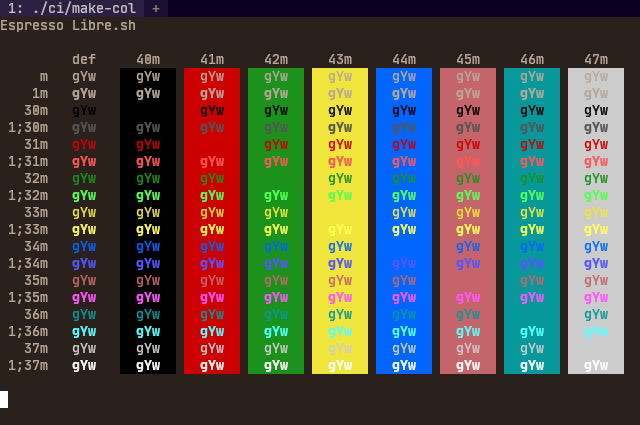 1: ./ci/make-col +
Espresso Libre.sh
def 40m 41m 42m 43m 44m 45m 46m 47m
m gYw gYw gYw gYw gYw gYw gYw gYw gYw
1m gYw gYw gYw gYw gYw gYw gYw gYw gYw
30m gYw gYw gYw gYw gYw gYw gYw gYw
1;30m gYw gYw gYw gYw gYw gYw gYw gYw gYw
31m gYw gYw gYw gYw gYw gYw gYw gYw
1;31m gYw gYw gYw gYw gYw gYw gYw gYw gYw
32m gYw gYw gYw gYw gYw gYw gYw gYw
1;32m gYw gYw gYw gYw gYw gYw gYw gYw gYw
33m gYw gYw gYw gYw gYw gYw gYw gYw
1;33m gYw gYw gYw gYw gYw gYw gYw gYw gYw
34m gYw gYw gYw gYw gYw gYw gYw gYw
1;34m gYw gYw gYw gYw gYw gYw gYw gYw gYw
35m gYw gYw gYw gYw gYw gYw gYw gYw
1;35m gYw gYw gYw gYw gYw gYw gYw gYw gYw
36m gYw gYw gYw gYw gYw gYw gYw gYw
1;36m gYw gYw gYw gYw gYw gYw gYw gYw gYw
37m gYw gYw gYw gYw gYw gYw gYw gYw
1;37m gYw gYw gYw gYw gYw gYw gYw gYw gYw